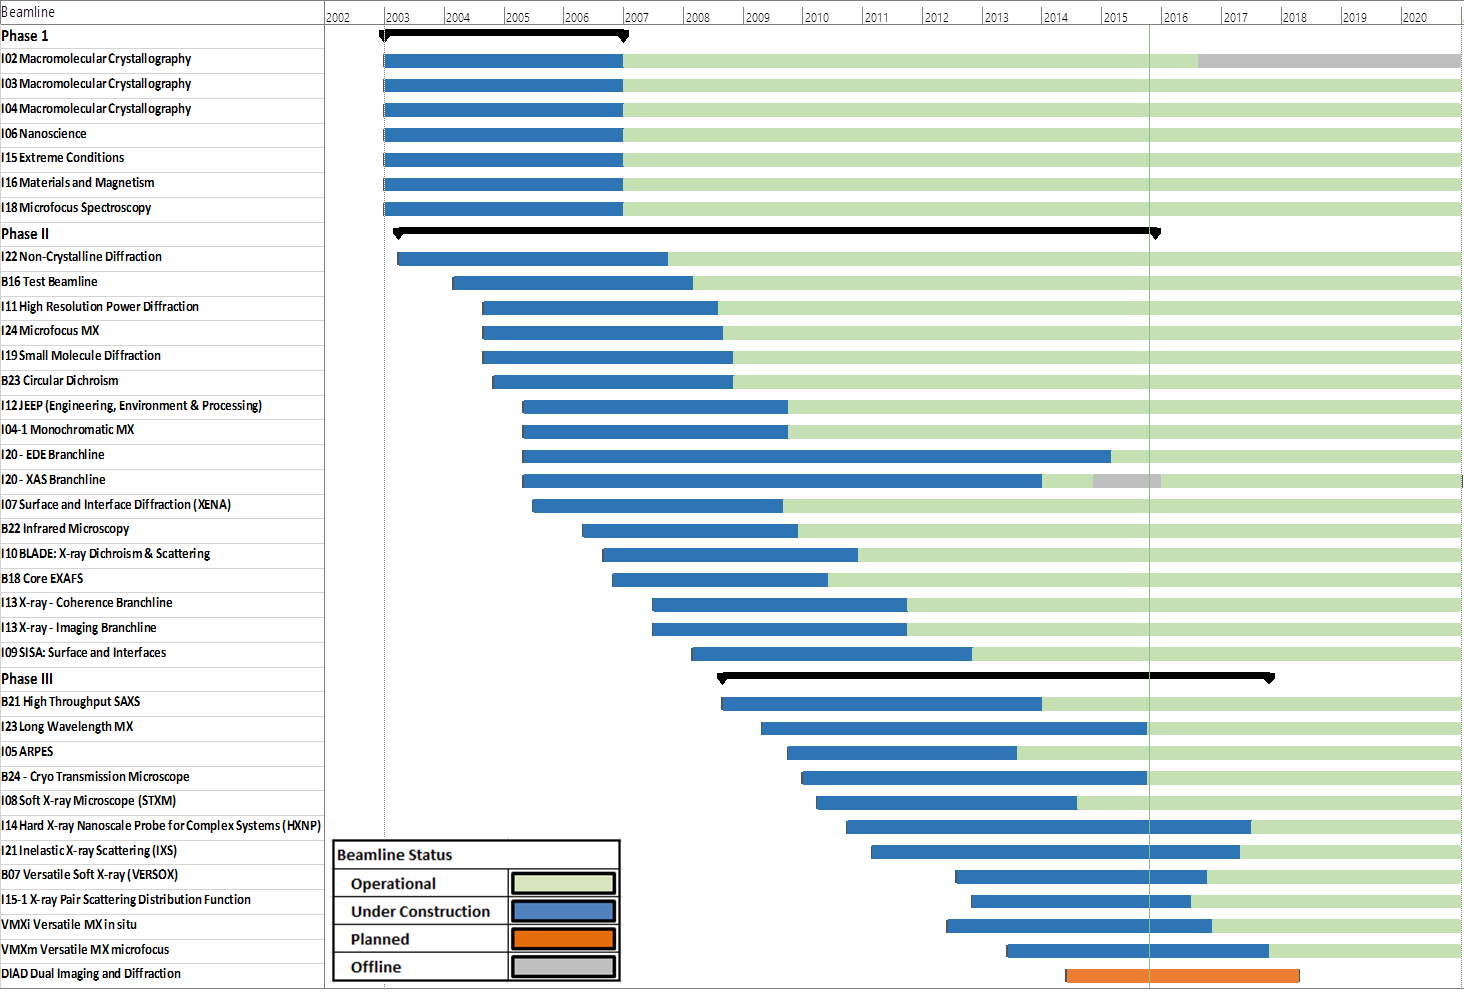 Beamline
2002 2003 2004 2005 2006 2007 2008 2009 2010 2011 2012 2013 2014 2015 2016 2017 2018 2019 2020
Phase 1
I02 Macromolecular Crystallography
I03 Macromolecular Crystallography
I04 Macromolecular Crystallography
I06 Nanoscience
I15 Extreme Conditions
I16 Materials and Magnetism
I18 Microfocus Spectroscopy
Phase II
I22 Non-Crystalline Diffraction
B16 Test Beamline
I11 High Resolution Power Diffraction
I24 Microfocus MX
I19 Small Molecule Diffraction
B23 Circular Dichroism
I12 JEEP (Engineering, Environment & Processing)
I04-1 Monochromatic MX
I20 - EDE Branchline
I20 - XAS Branchline
I07 Surface and Interface Diffraction (XENA)
B22 Infrared Microscopy
I10 BLADE: X-ray Dichroism & Scattering
B18 Core EXAFS
I13 X-ray - Coherence Branchline
I13 X-ray - Imaging Branchline
I09 SISA: Surface and Interfaces
Phase III
B21 High Throughput SAXS
I23 Long Wavelength MX
I05 ARPES
B24 - Cryo Transmission Microscope
I08 Soft X-ray Microscope (STXM)
I14 Hard X-ray Nanoscale Probe for Complex Systems (HXNP)
I21 Inelastic X-ray Scattering (IXS)
B07 Versatile Soft X-ray (VERSOX)
I15-1 X-ray Pair Scattering Distribution Function
VMXi Versatile MX in situ
VMXm Versatile MX microfocus
DIAD Dual Imaging and Diffraction
Beamline Status
Operational
Under Construction
Planned
Offline